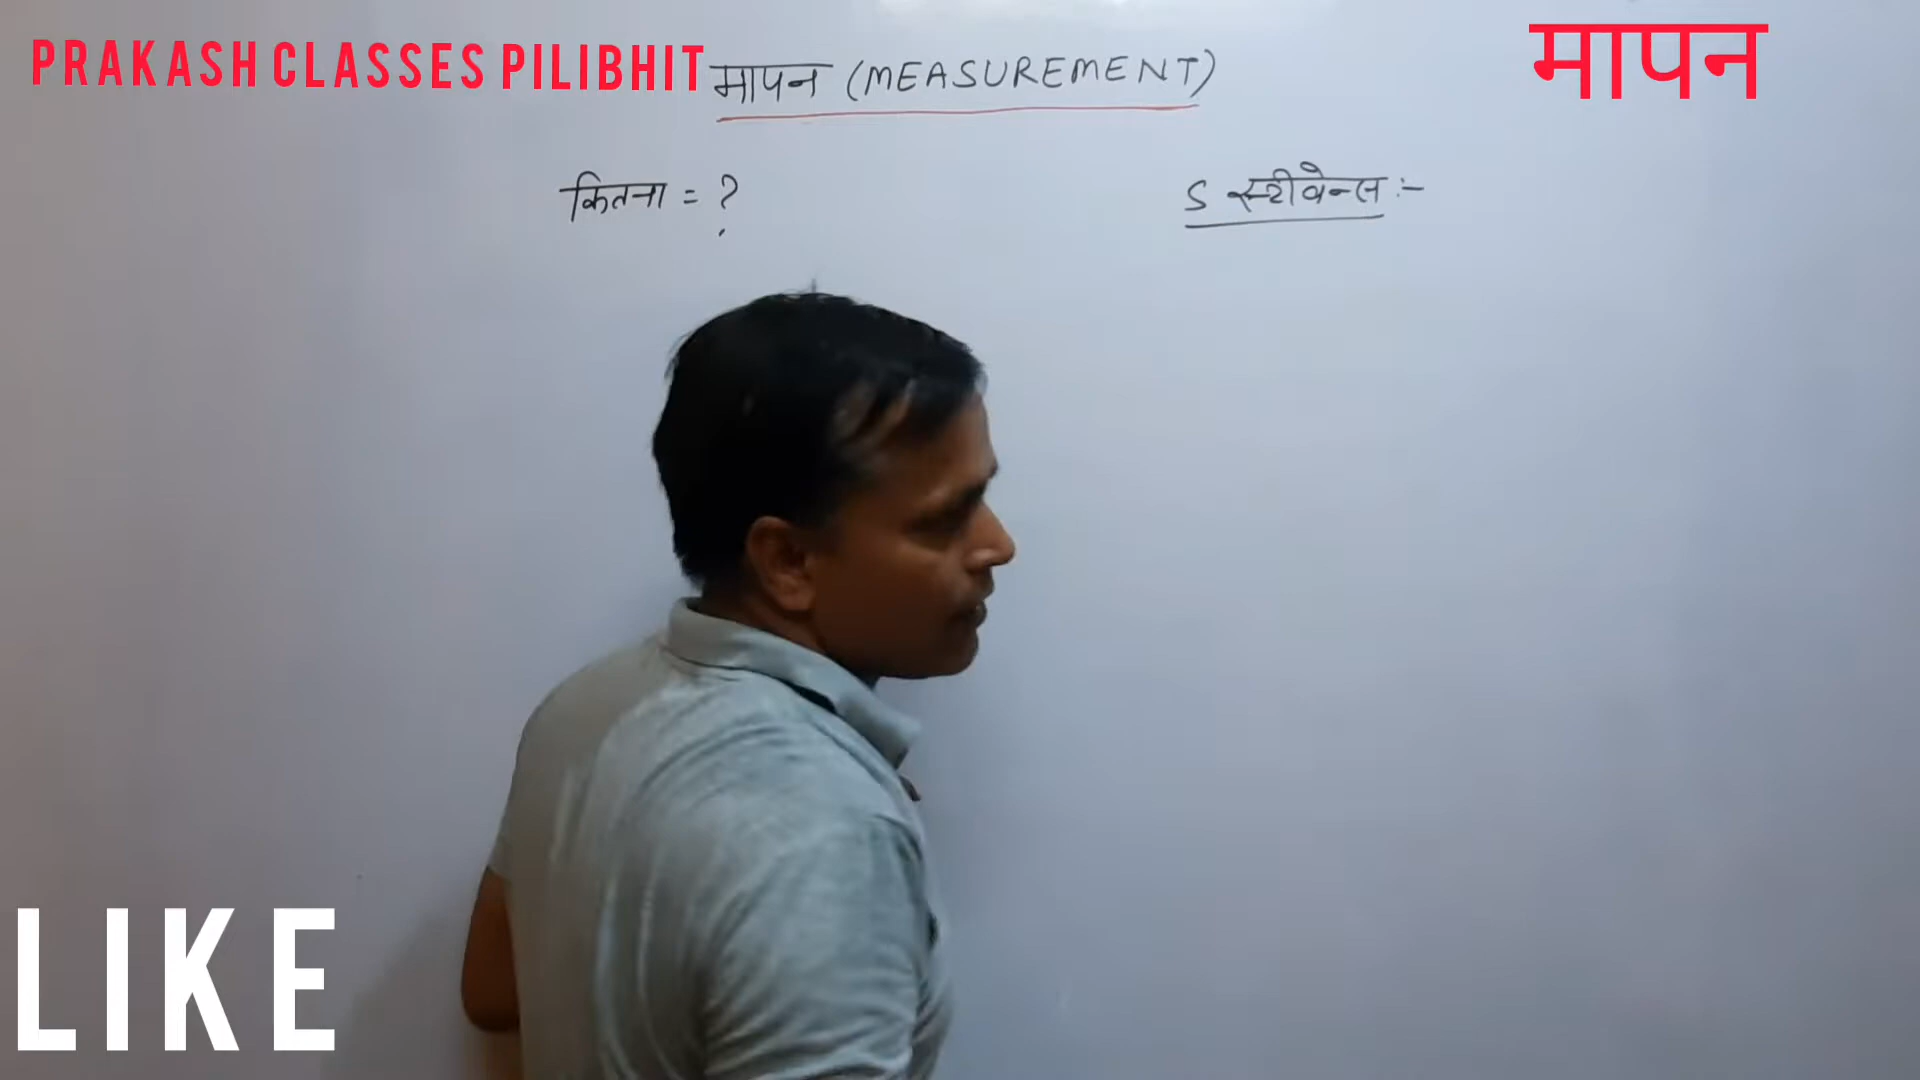 PRAKASH CLASSES PILIBHIT
मापन (MEASUREMENT)
मापन
कितना = ?
S स्टीवेन्स :-
LIKE